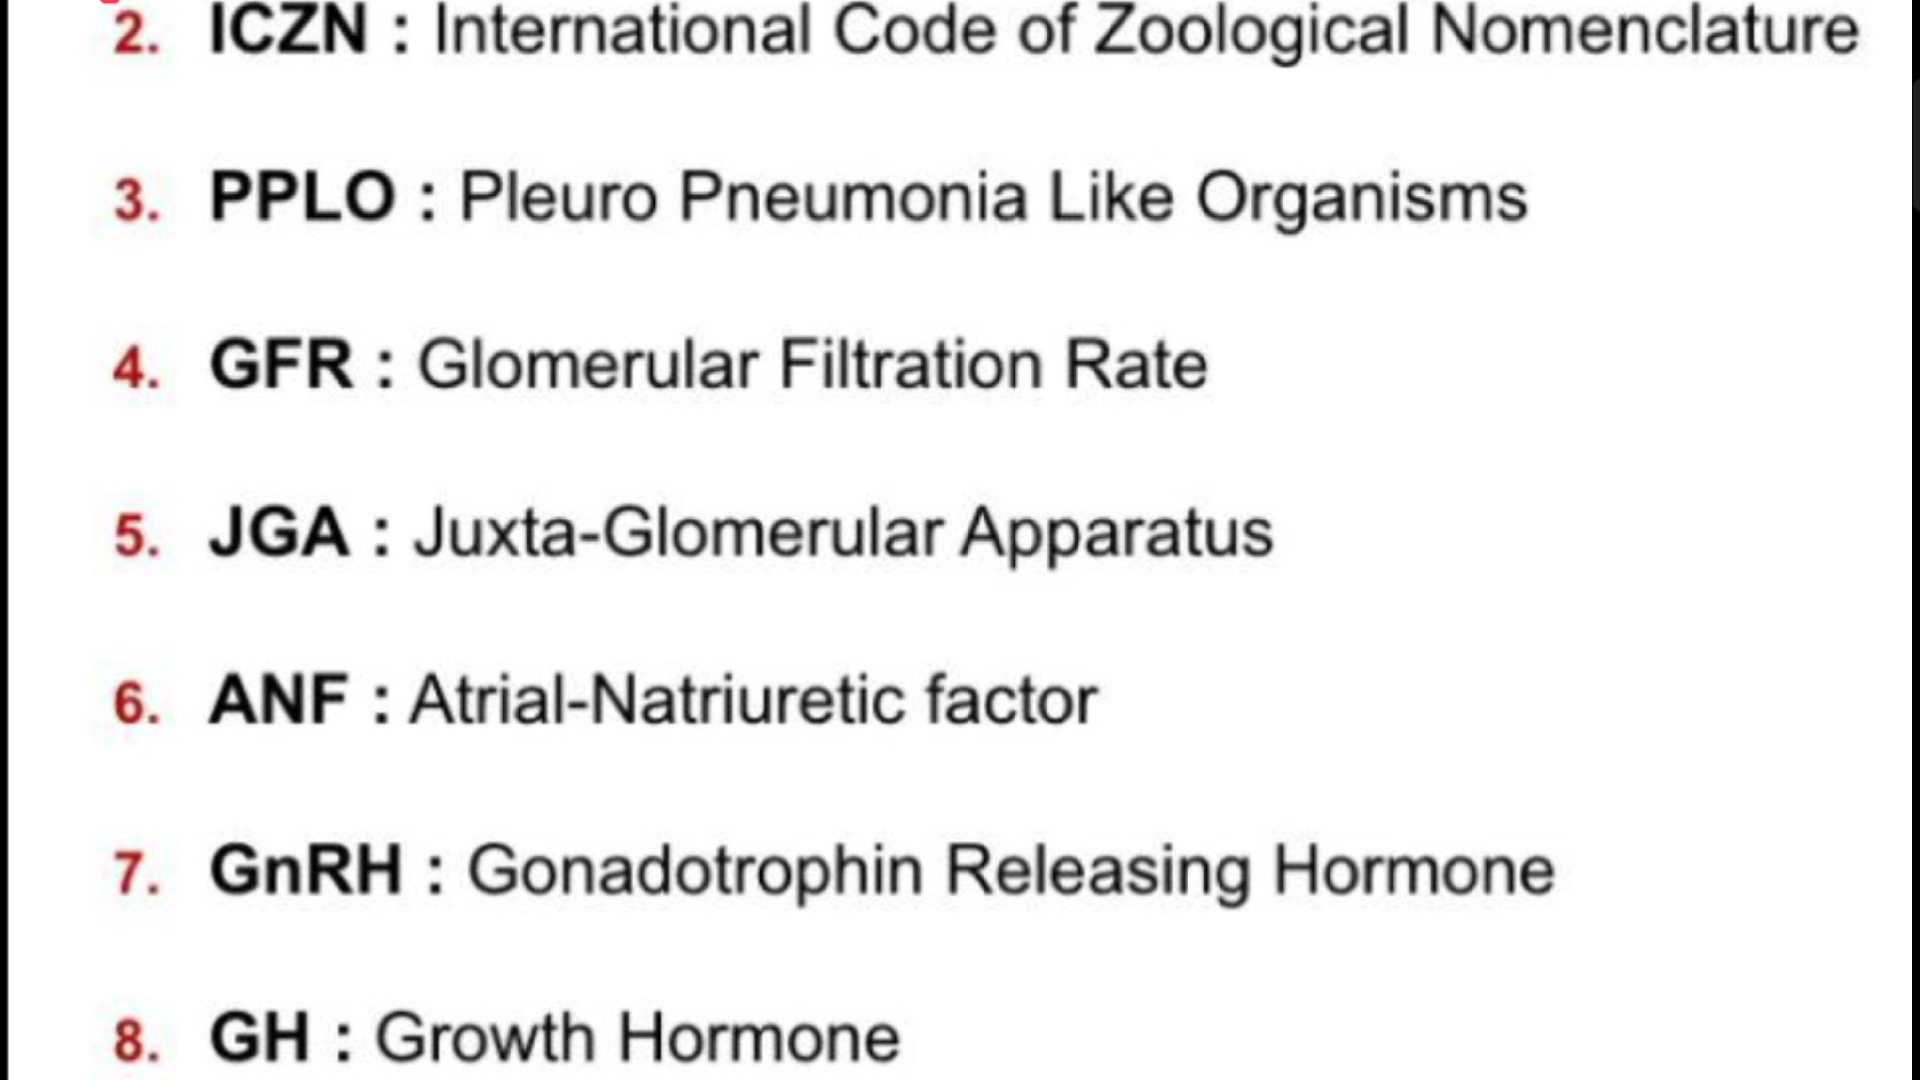 2. ICZN : International Code of Zoological Nomenclature
3. PPLO : Pleuro Pneumonia Like Organisms
4. GFR : Glomerular Filtration Rate
5. JGA : Juxta-Glomerular Apparatus
6. ANF : Atrial-Natriuretic factor
7. GnRH : Gonadotrophin Releasing Hormone
8. GH : Growth Hormone